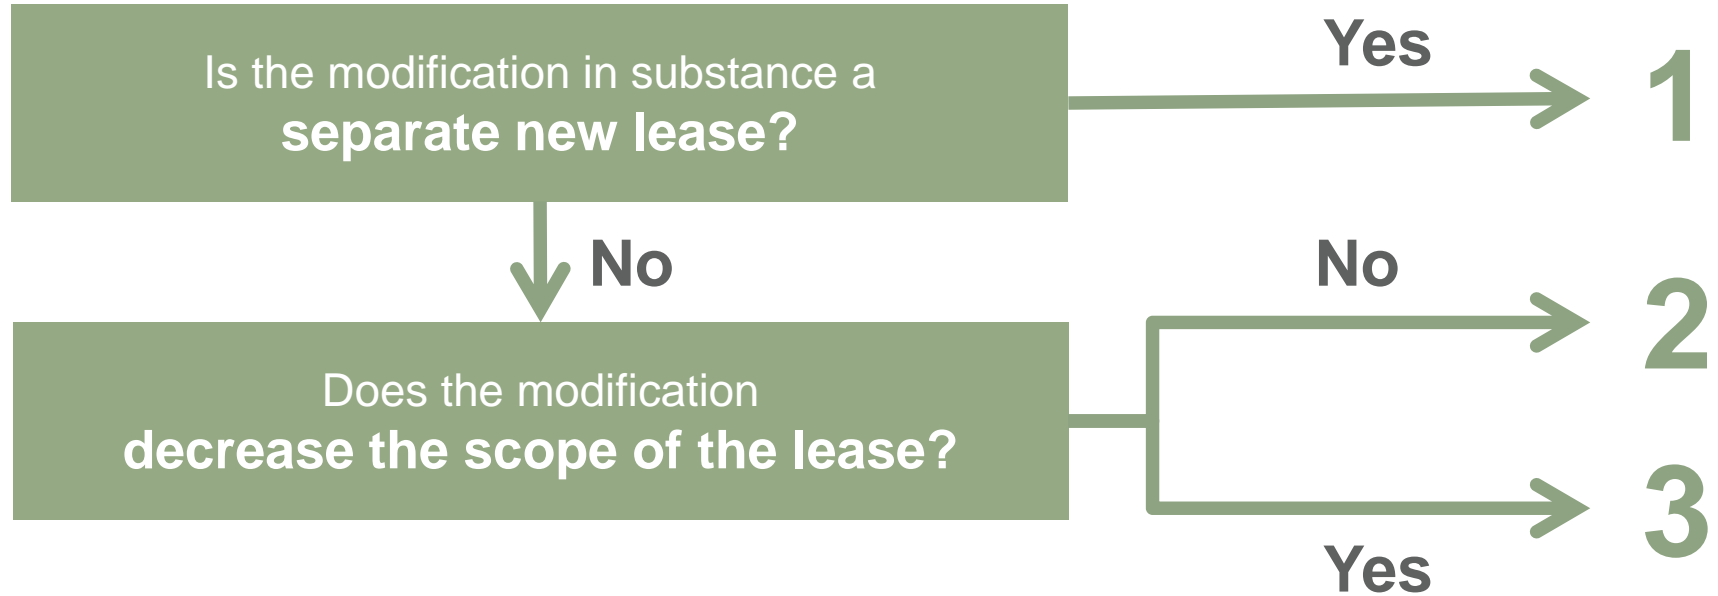 Is the modification in substance a
separate new lease?
Yes
1
No
Does the modification
decrease the scope of the lease?
No
2
Yes
3